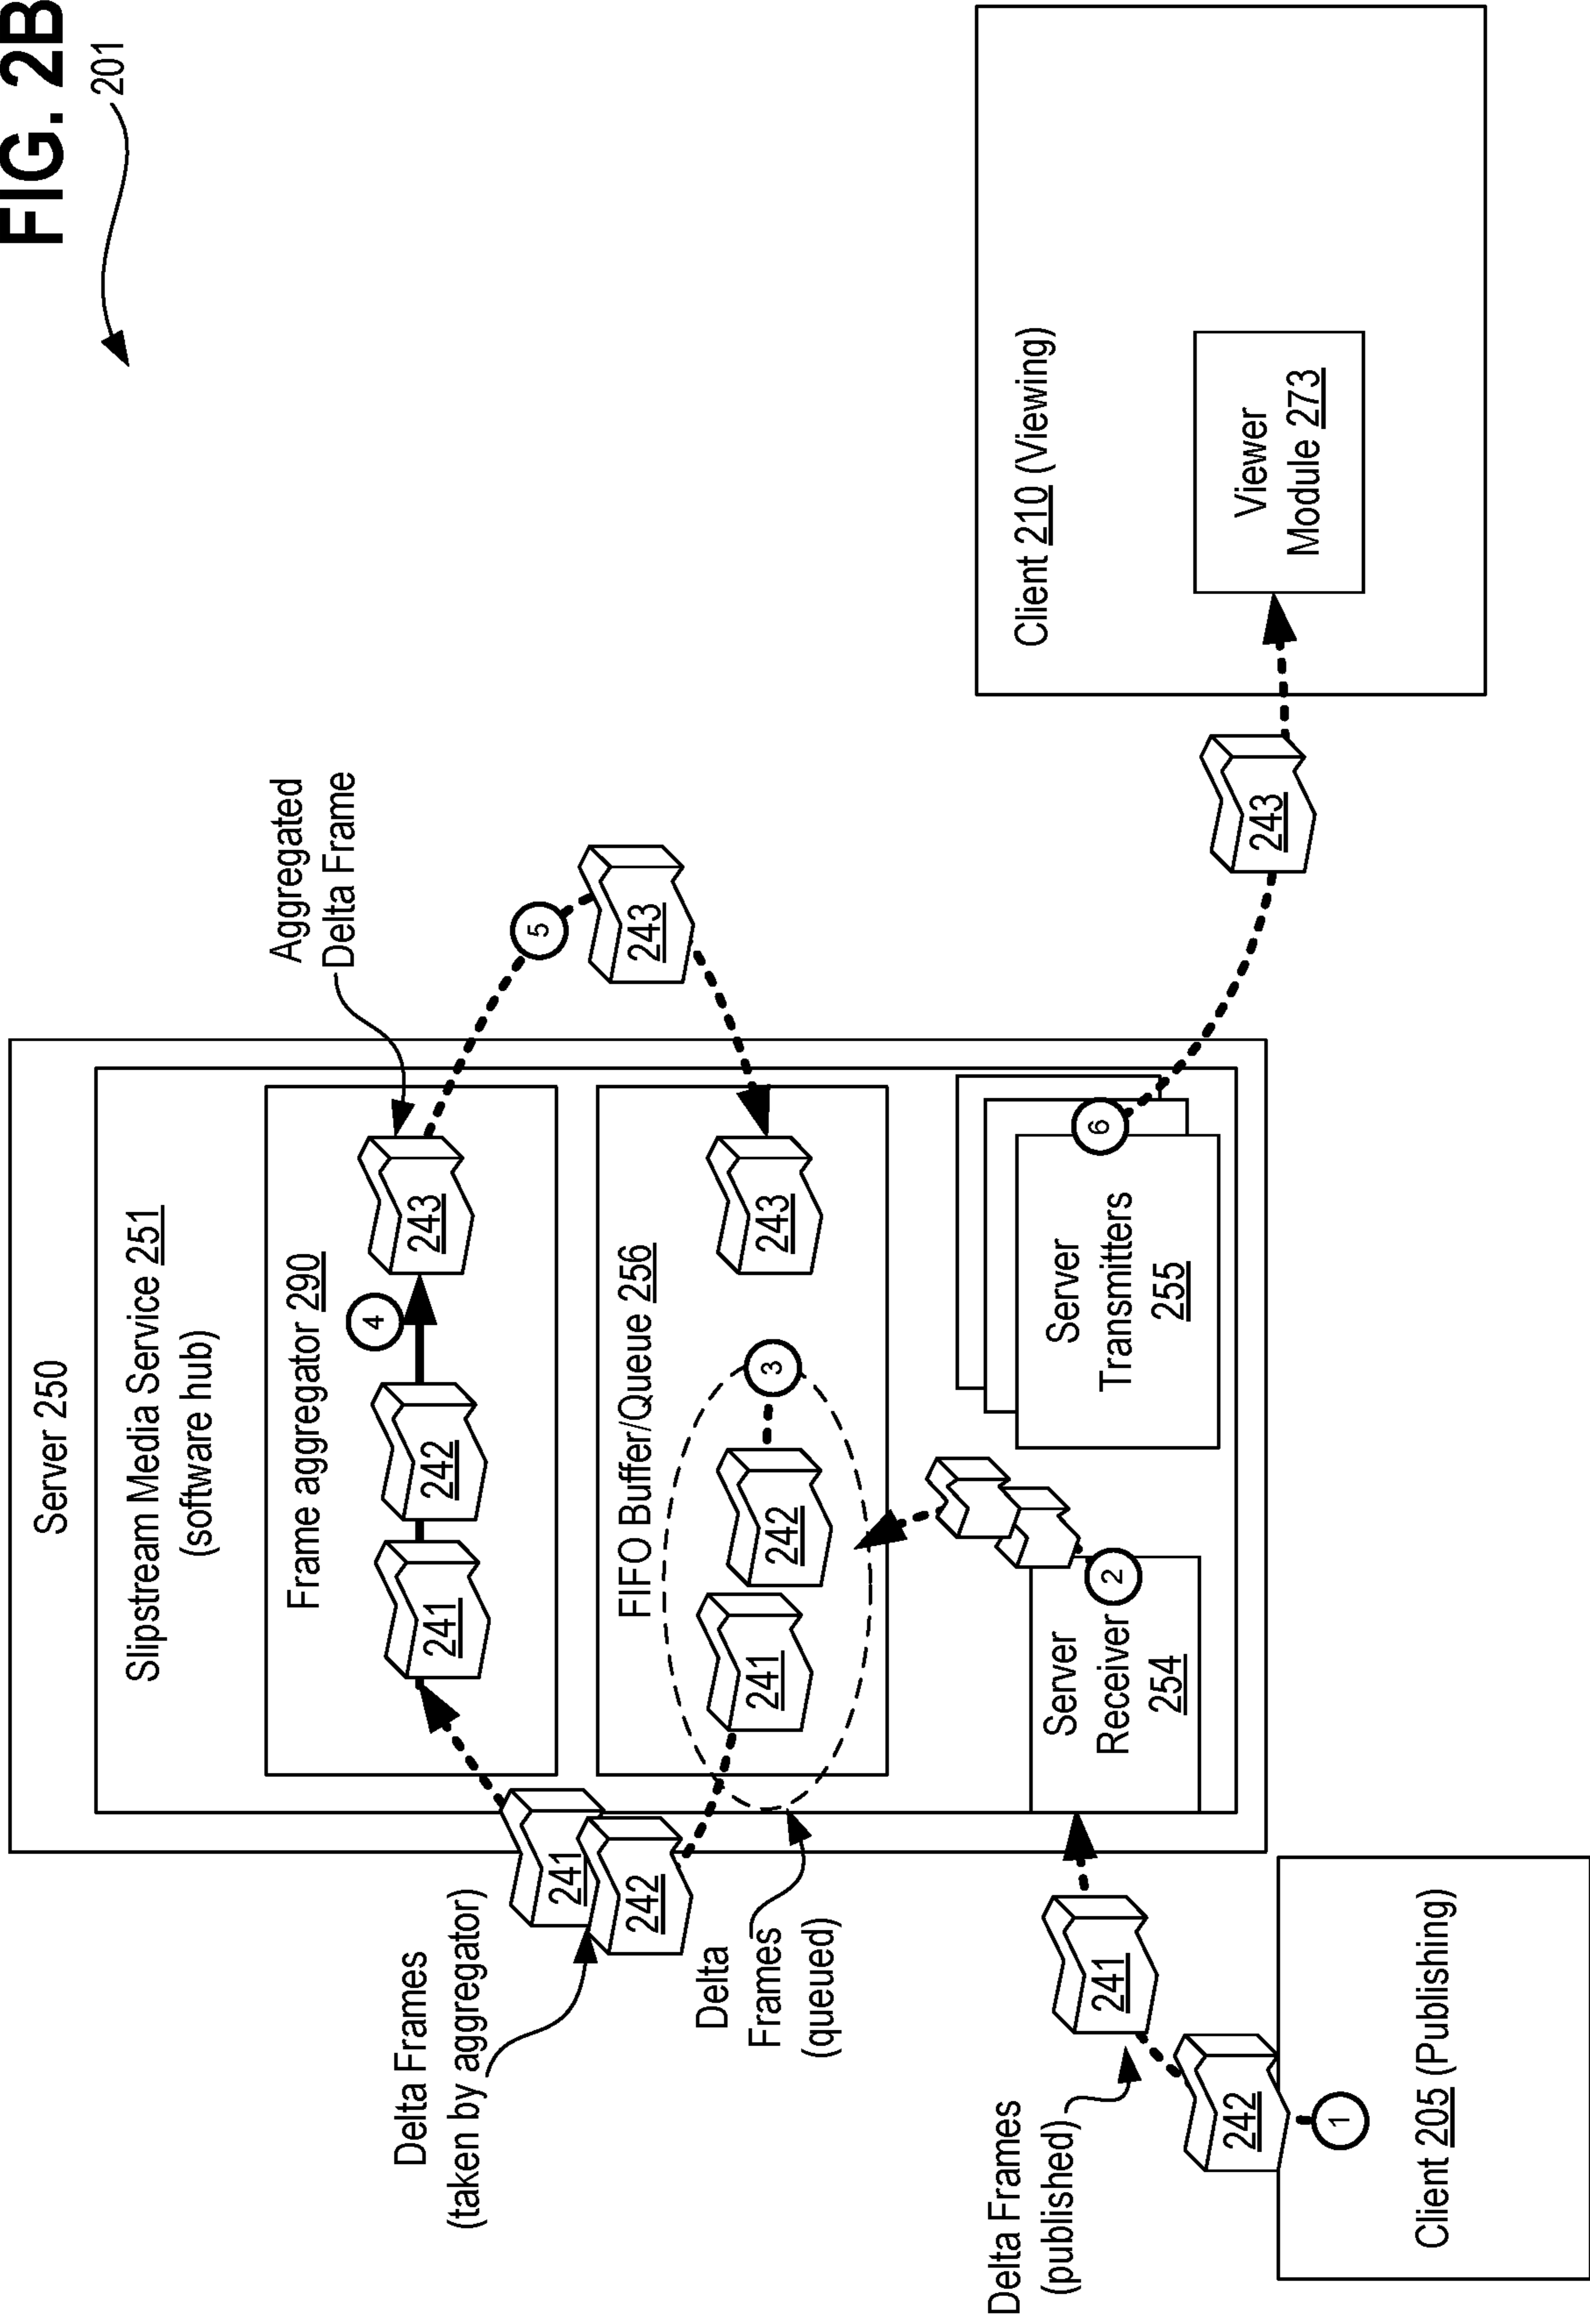 FIG. 2B
201
Server 250
Slipstream Media Service 251
(software hub)
Frame aggregator 290
241
242
4
243
Aggregated
Delta Frame
5
243
Delta Frames
(taken by aggregator)
241
242
FIFO Buffer/Queue 256
241
242
3
243
Delta
Frames
(queued)
Server
Receiver
254
2
Server
Transmitters
255
6
243
Delta Frames
(published)
241
242
1
Client 205 (Publishing)
Client 210 (Viewing)
Viewer
Module 273